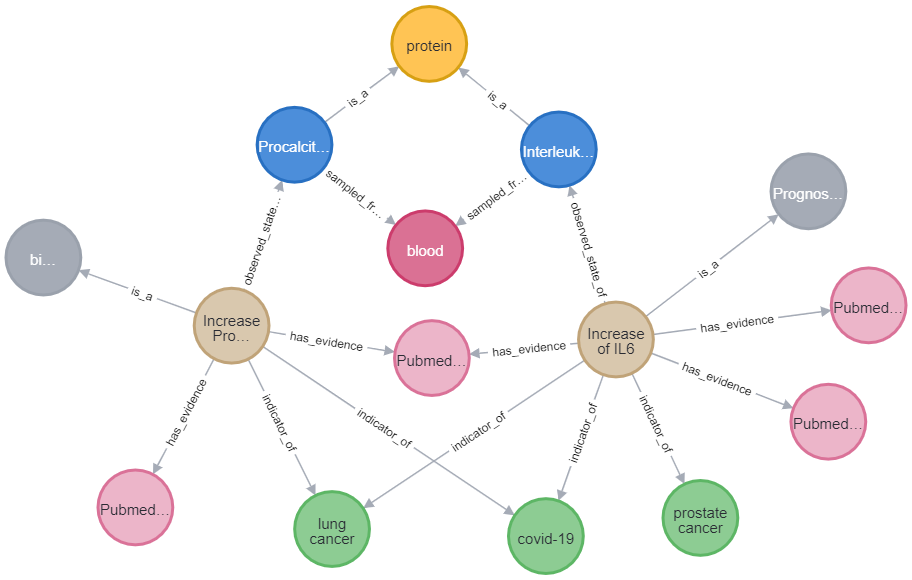 protein
is_a
is_a
Procalcit...
Interleuk...
sampled_fr...
sampled_fr...
Prognos...
observed_state...
observed_state_of
blood
bi...
is_a
is_a
Increase
Pro...
Increase
of IL6
Pubmed...
has_evidence
has_evidence
has_evidence
Pubmed...
has_evidence
has_evidence
indicator_of
indicator_of
indicator_of
indicator_of
indicator_of
Pubmed...
Pubmed...
lung
cancer
covid-19
prostate
cancer